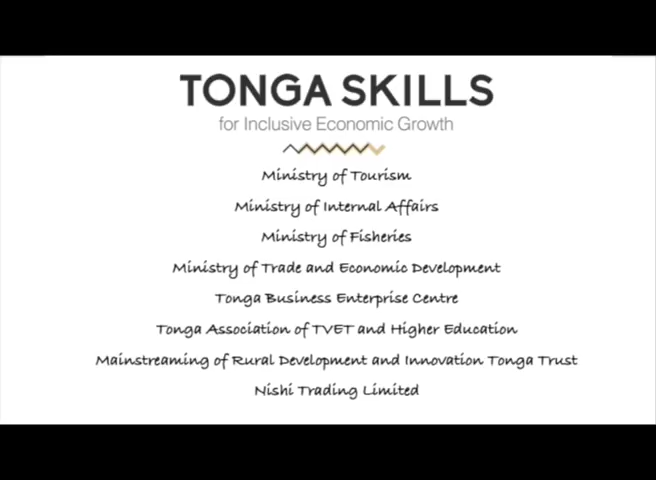 TONGA SKILLS
for Inclusive Economic Growth
Ministry of Tourism
Ministry of Internal Affairs
Ministry of Fisheries
Ministry of Trade and Economic Development
Tonga Business Enterprise Centre
Tonga Association of TVET and Higher Education
Mainstreaming of Rural Development and Innovation Tonga Trust
Nishi Trading Limited